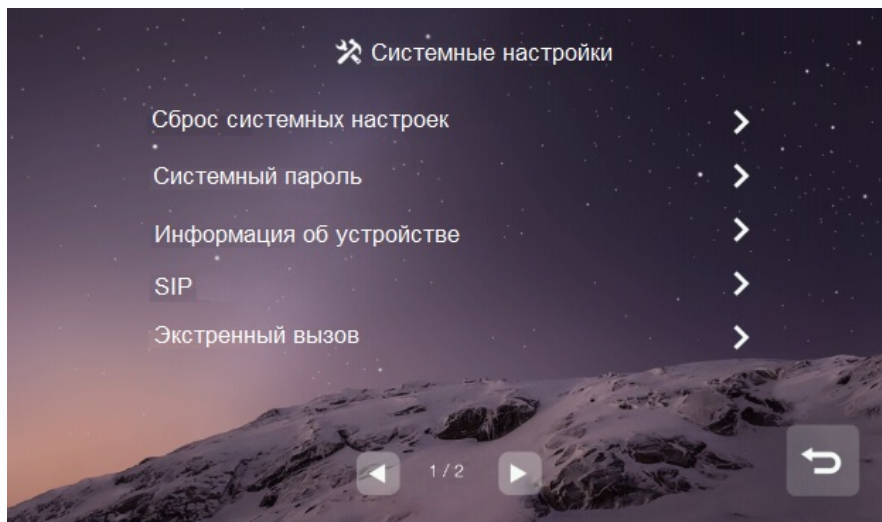 Системные настройки
Сброс системных настроек
Системный пароль
Информация об устройстве
SIP
Экстренный вызов
1 / 2